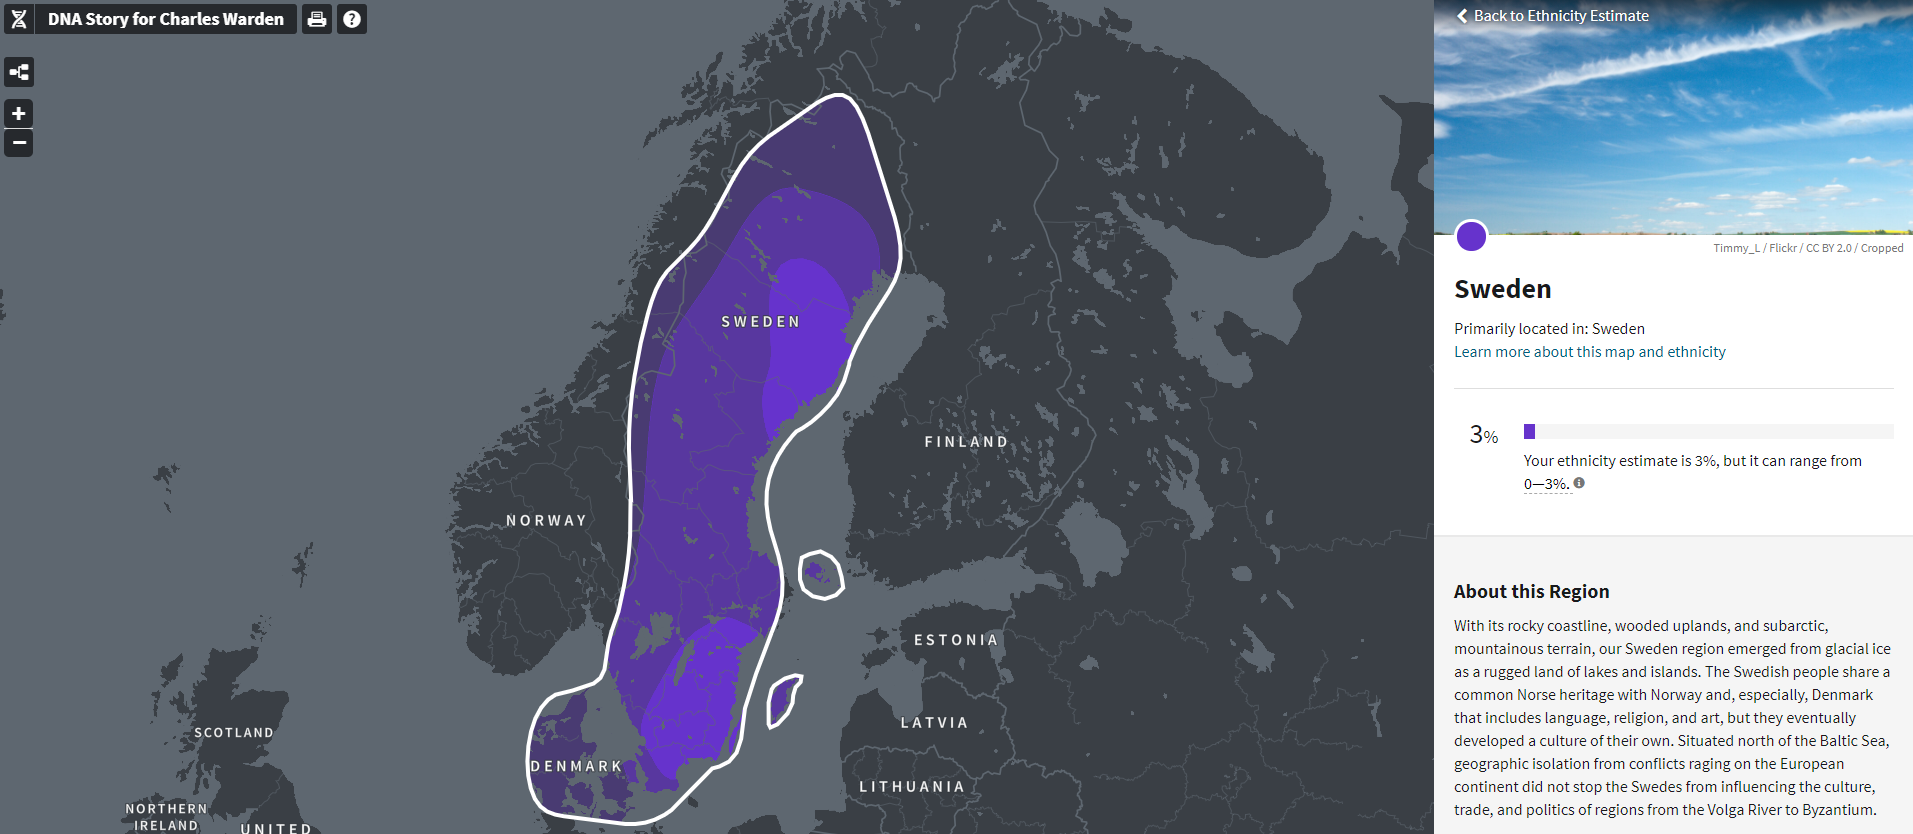 DNA Story for Charles Warden
?
+
−
SWEDEN
FINLAND
NORWAY
ESTONIA
SCOTLAND
LATVIA
DENMARK
LITHUANIA
NORTHERN
IRELAND
UNITED
Back to Ethnicity Estimate
Timmy_L / Flickr / CC BY 2.0 / Cropped
Sweden
Primarily located in: Sweden
Learn more about this map and ethnicity
3%
Your ethnicity estimate is 3%, but it can range from
0—3%. i
About this Region
With its rocky coastline, wooded uplands, and subarctic,
mountainous terrain, our Sweden region emerged from glacial ice
as a rugged land of lakes and islands. The Swedish people share a
common Norse heritage with Norway and, especially, Denmark
that includes language, religion, and art, but they eventually
developed a culture of their own. Situated north of the Baltic Sea,
geographic isolation from conflicts raging on the European
continent did not stop the Swedes from influencing the culture,
trade, and politics of regions from the Volga River to Byzantium.